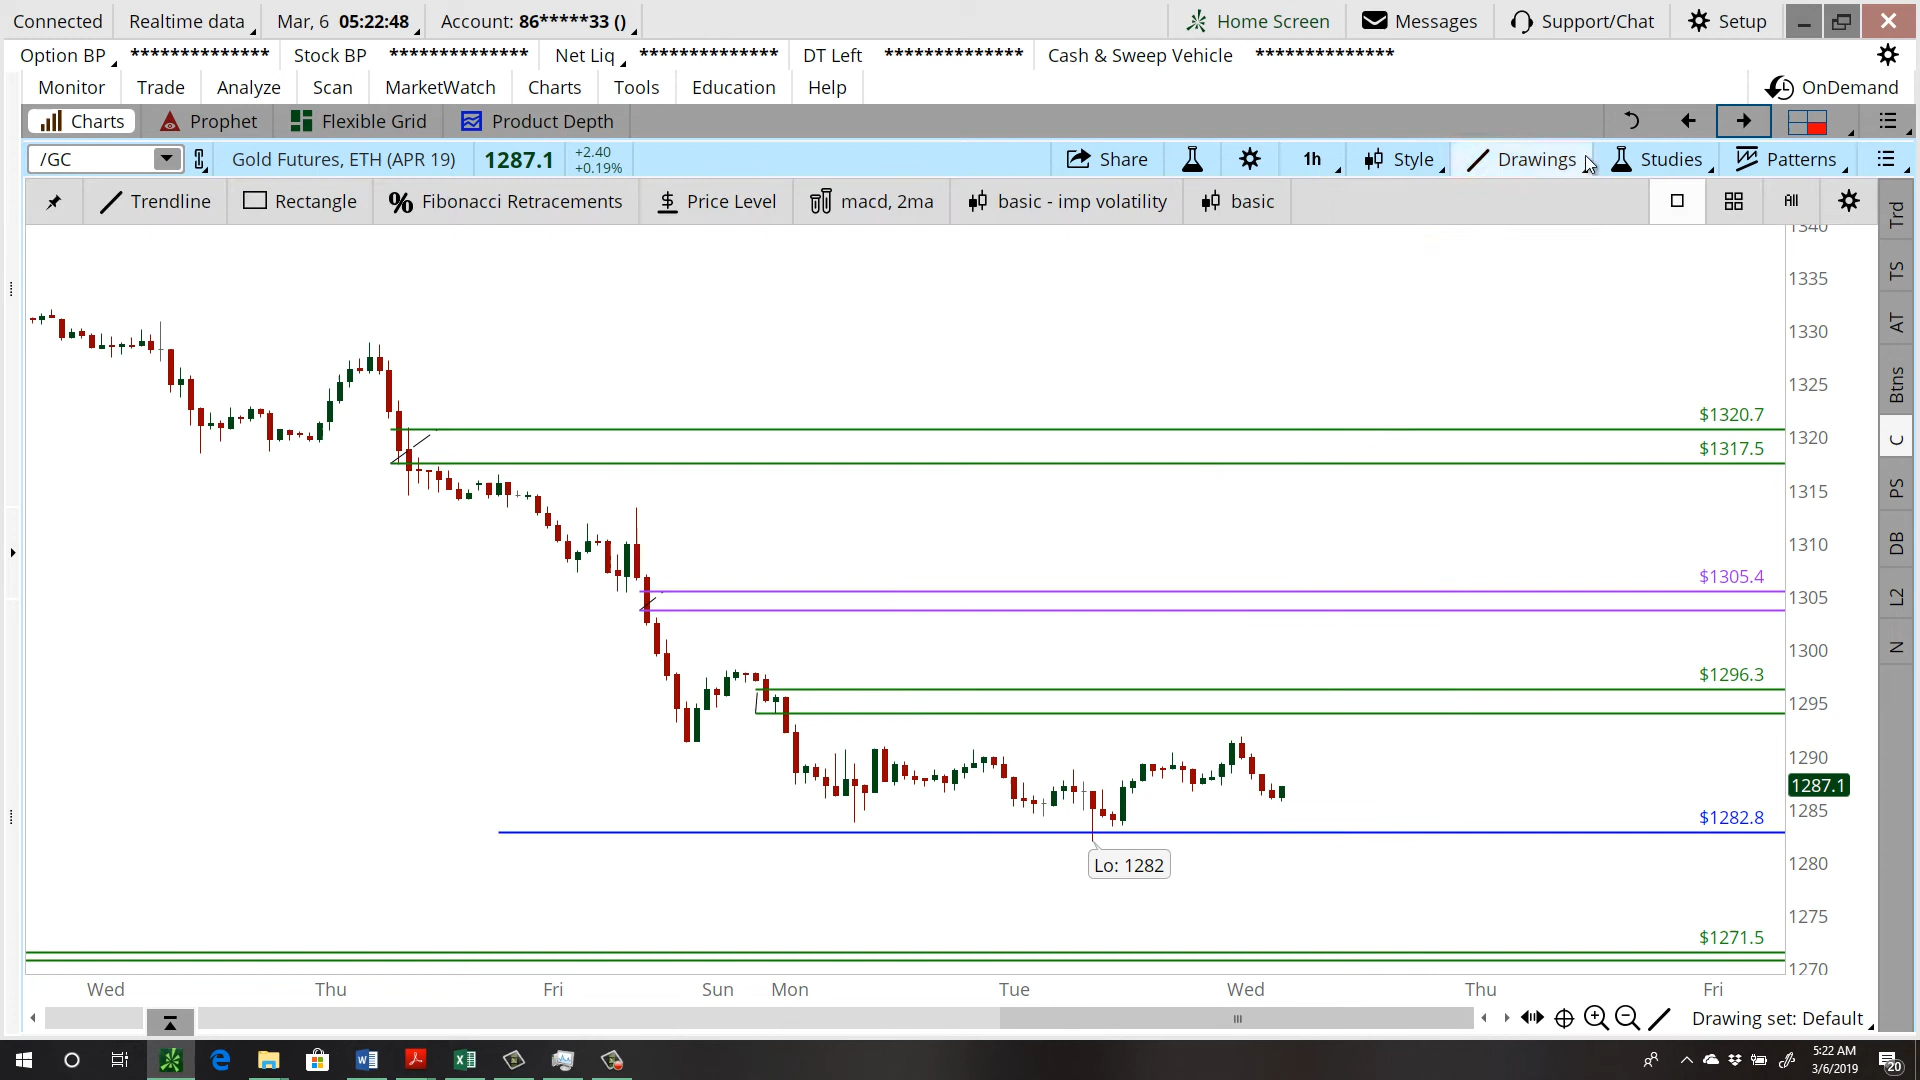 Connected Realtime data Mar, 6 05:22:48 Account: 86*****33 () Home Screen Messages Support/Chat Setup
Option BP ************** Stock BP ************** Net Liq ************** DT Left ************** Cash & Sweep Vehicle **************
Monitor Trade Analyze Scan MarketWatch Charts Tools Education Help OnDemand
Charts Prophet Flexible Grid Product Depth
/GC Gold Futures, ETH (APR 19) 1287.1 +2.40 Share 1h Style Drawings Studies Patterns
+0.19%
Trendline Rectangle % Fibonacci Retracements $ Price Level macd, 2ma basic - imp volatility basic All
Trd
1340
TS
1335
AT
1330
1325
Btns
$1320.7
1320
C
$1317.5
1315
PS
1310
DB
$1305.4
1305
L2
1300
N
$1296.3
1295
1290
1287.1
1285
$1282.8
Lo: 1282
1280
1275
$1271.5
1270
Wed Thu Fri Sun Mon Tue Wed Thu Fri
Drawing set: Default
5:22 AM
3/6/2019
20